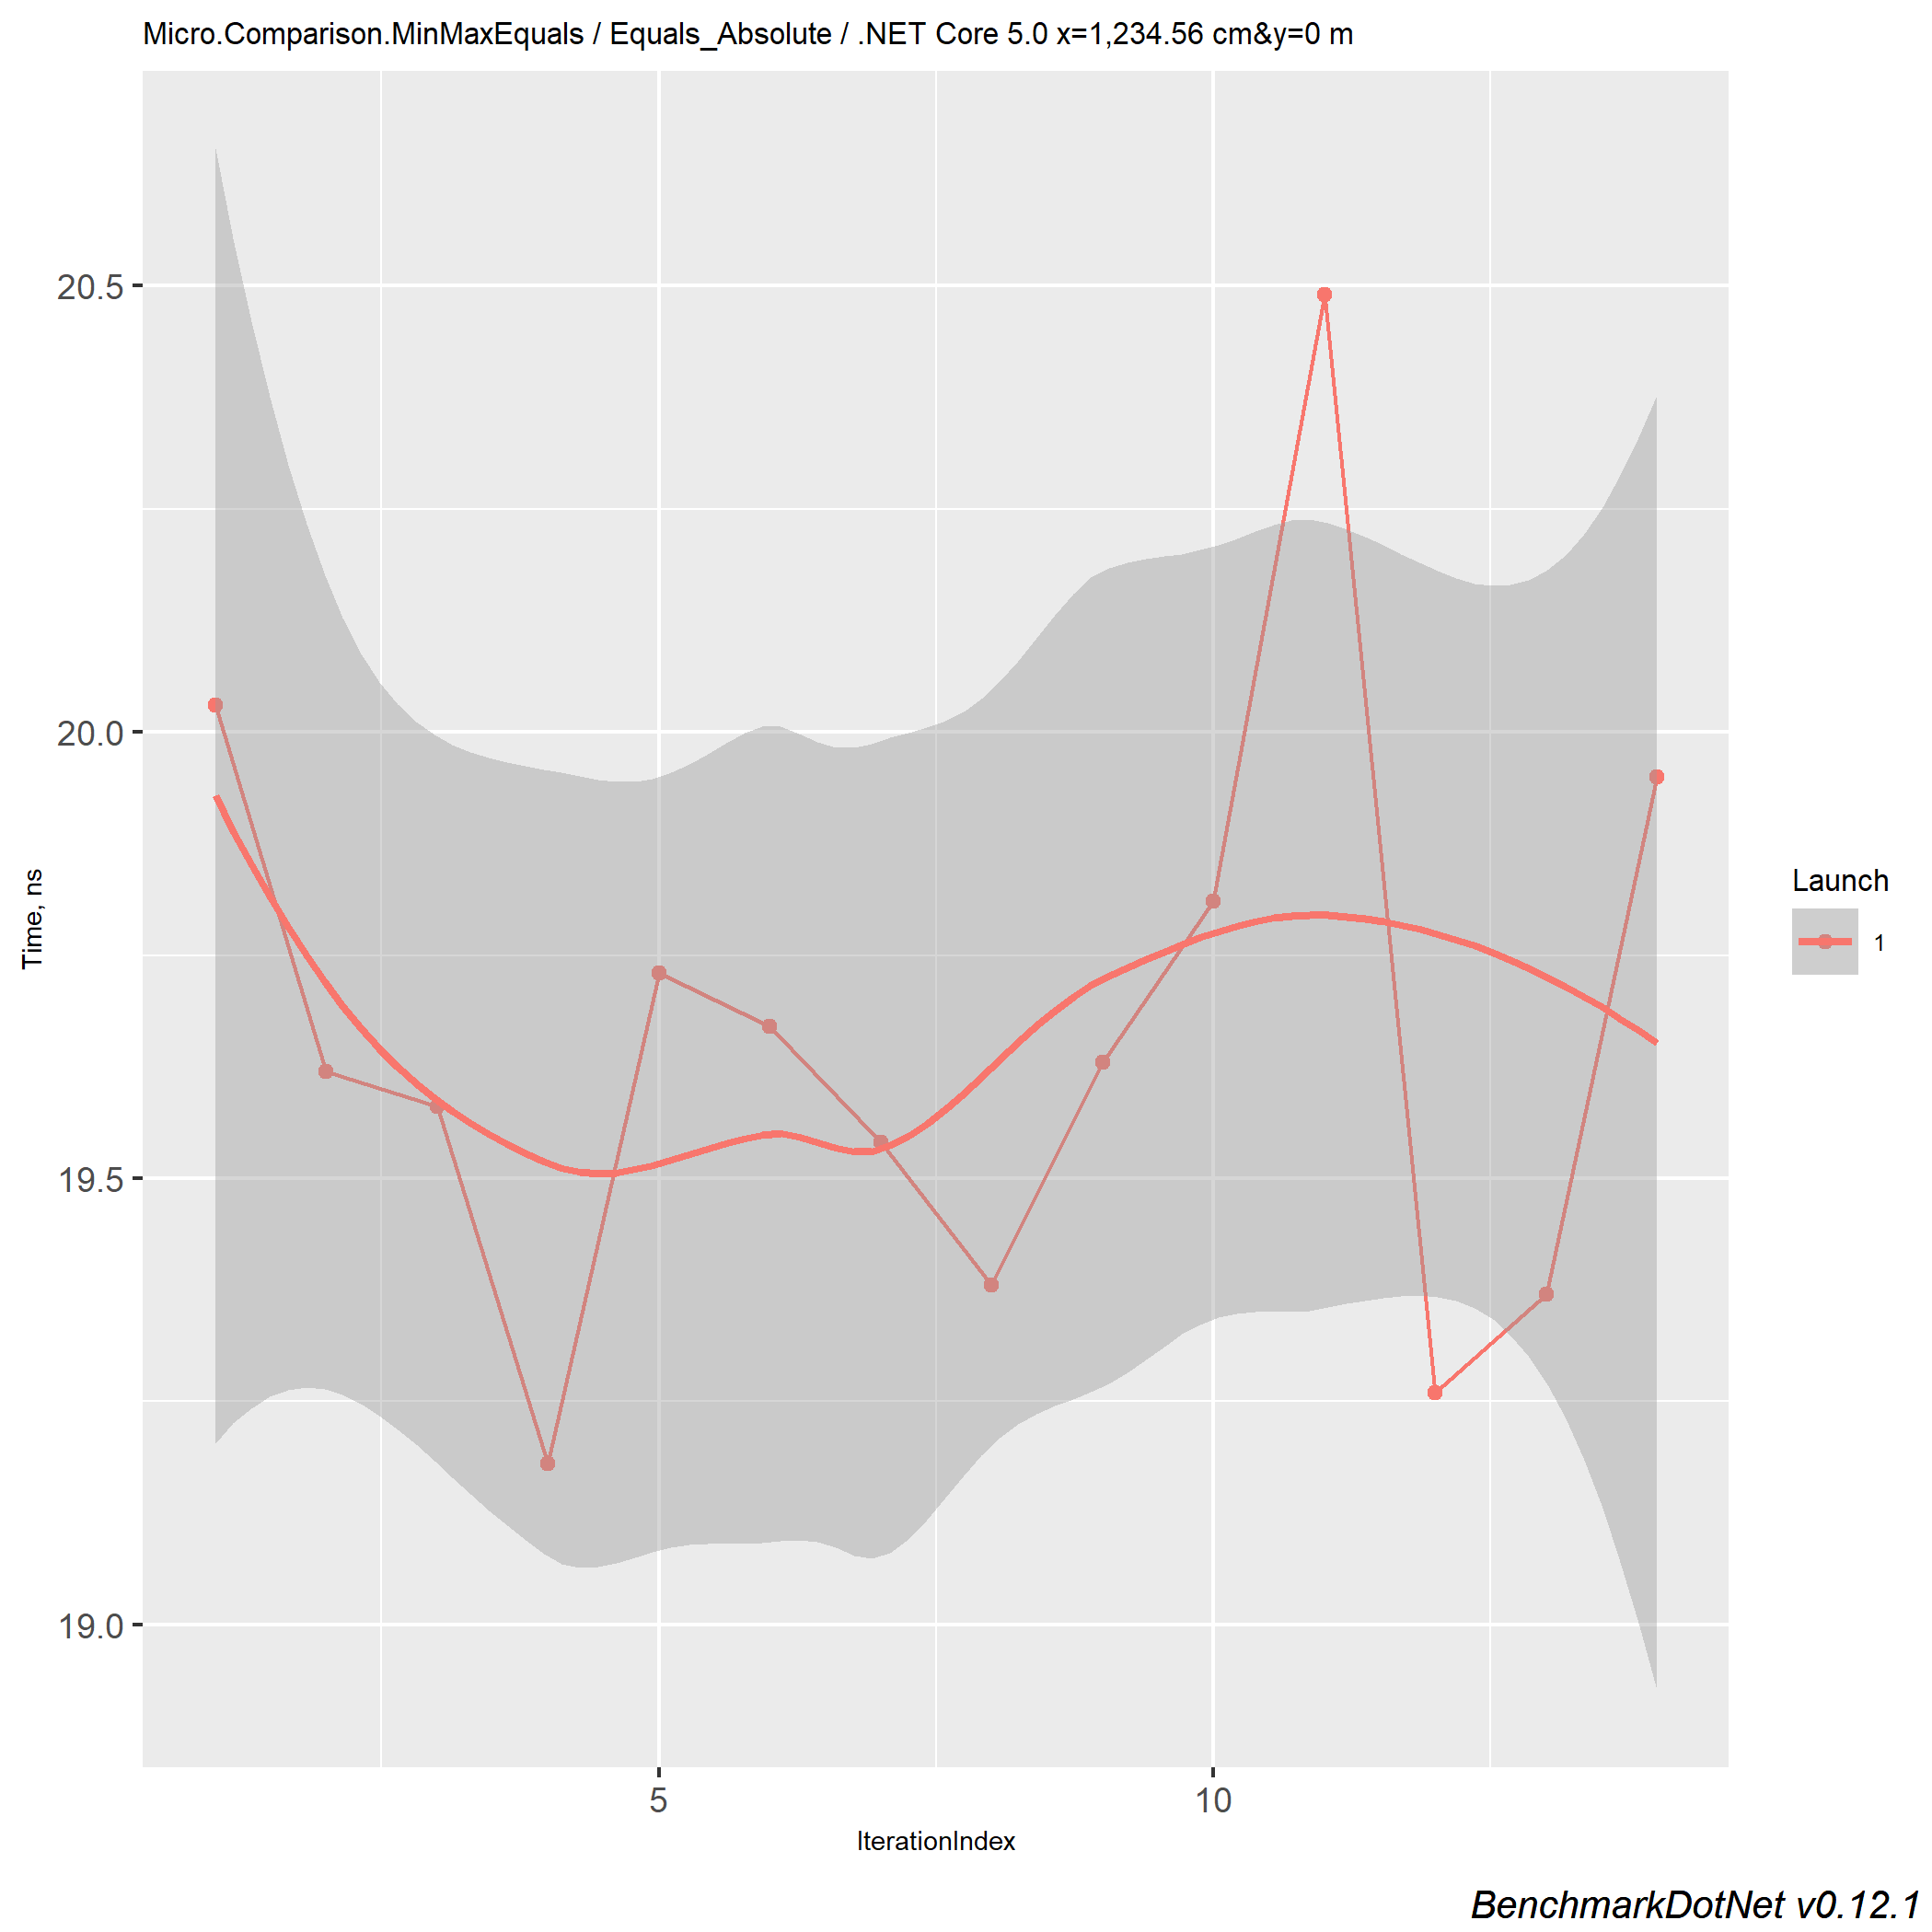 Micro.Comparison.MinMaxEquals / Equals_Absolute / .NET Core 5.0 x=1,234.56 cm&y=0 m
20.5
20.0
19.5
19.0
Time, ns
5
10
IterationIndex
Launch
1
BenchmarkDotNet v0.12.1